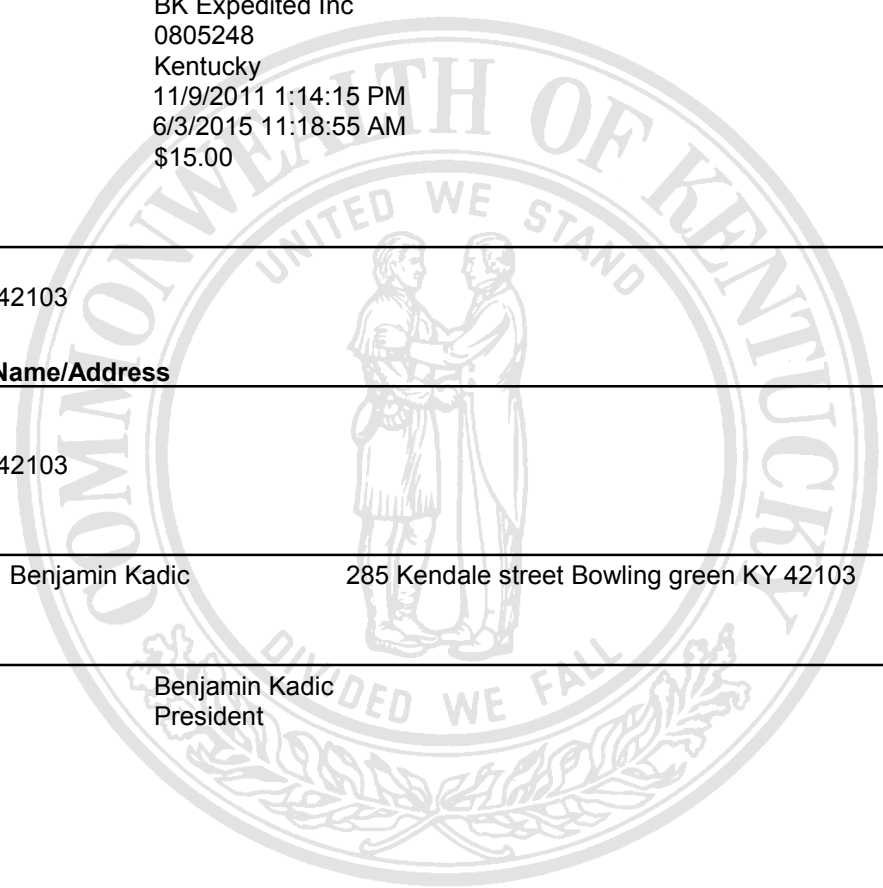 BK Expedited Inc
0805248
Kentucky
11/9/2011 1:14:15 PM
6/3/2015 11:18:55 AM
$15.00
COMMONWEALTH OF KENTUCKY
UNITED WE STAND
42103
Name/Address
42103
Benjamin Kadic 285 Kendale street Bowling green KY 42103
Benjamin Kadic
President
DIVIDED WE FALL